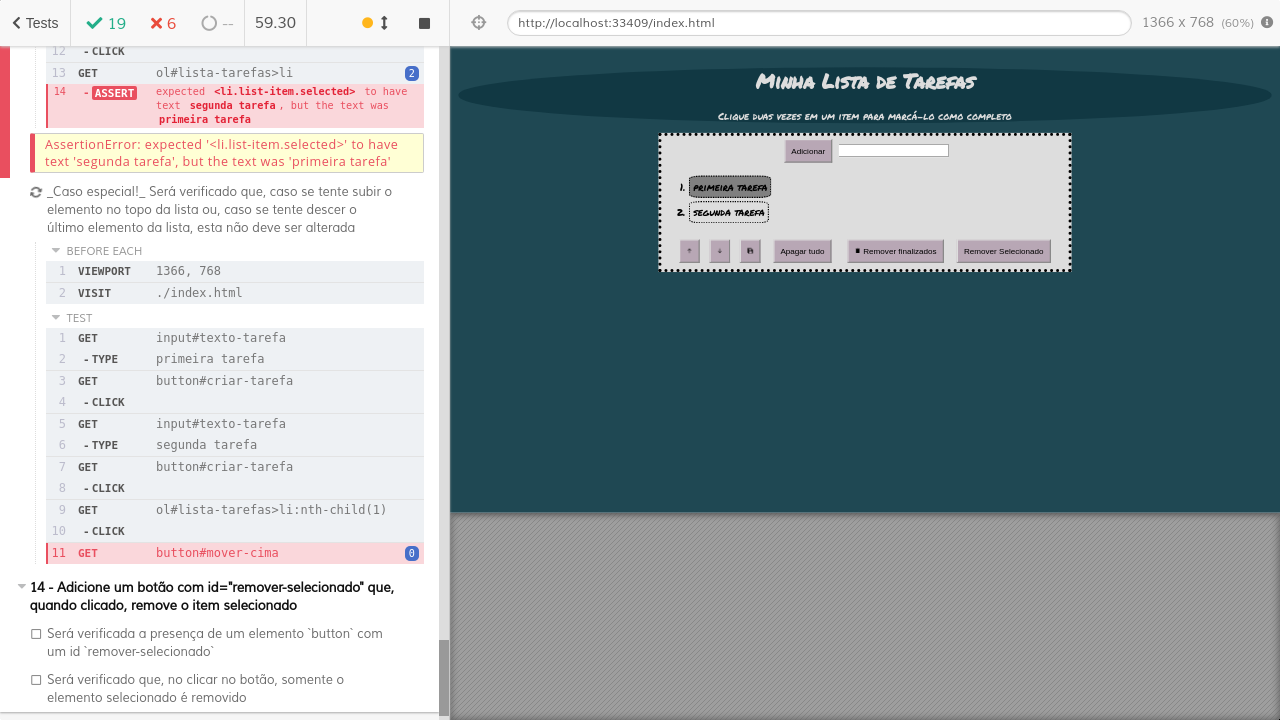 Tests
19
6
--
59.30
http://localhost:33409/index.html
1366 x 768 (60%)
12 - CLICK
13 GET ol#lista-tarefas>li 2
14 - ASSERT expected <li.list-item.selected> to have
text segunda tarefa, but the text was
primeira tarefa
AssertionError: expected '<li.list-item.selected>' to have
text 'segunda tarefa', but the text was 'primeira tarefa'
_Caso especial!_ Será verificado que, caso se tente subir o
elemento no topo da lista ou, caso se tente descer o
último elemento da lista, esta não deve ser alterada
BEFORE EACH
1 VIEWPORT 1366, 768
2 VISIT ./index.html
TEST
1 GET input#texto-tarefa
2 - TYPE primeira tarefa
3 GET button#criar-tarefa
4 - CLICK
5 GET input#texto-tarefa
6 - TYPE segunda tarefa
7 GET button#criar-tarefa
8 - CLICK
9 GET ol#lista-tarefas>li:nth-child(1)
10 - CLICK
11 GET button#mover-cima 0
14 - Adicione um botão com id="remover-selecionado" que,
quando clicado, remove o item selecionado
Será verificada a presença de um elemento `button` com
um id `remover-selecionado`
Será verificado que, no clicar no botão, somente o
elemento selecionado é removido
Minha Lista de Tarefas
Clique duas vezes em um item para marcá-lo como completo
Adicionar
1. primeira tarefa
2. segunda tarefa
Apagar tudo
Remover finalizados
Remover Selecionado